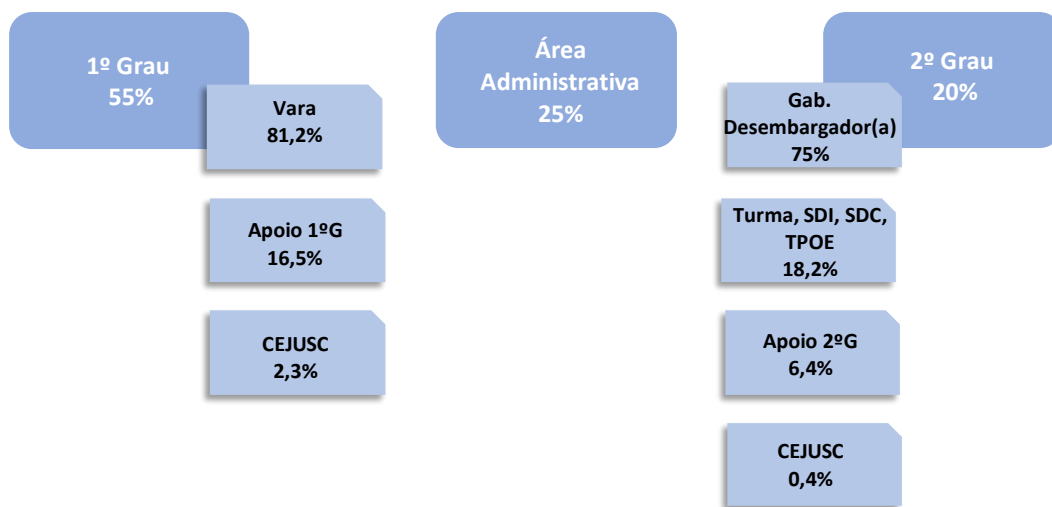 1º Grau
55%
Vara
81,2%
Apoio 1ºG
16,5%
CEJUSC
2,3%
Área
Administrativa
25%
2º Grau
20%
Gab.
Desembargador(a)
75%
Turma, SDI, SDC,
TPOE
18,2%
Apoio 2ºG
6,4%
CEJUSC
0,4%